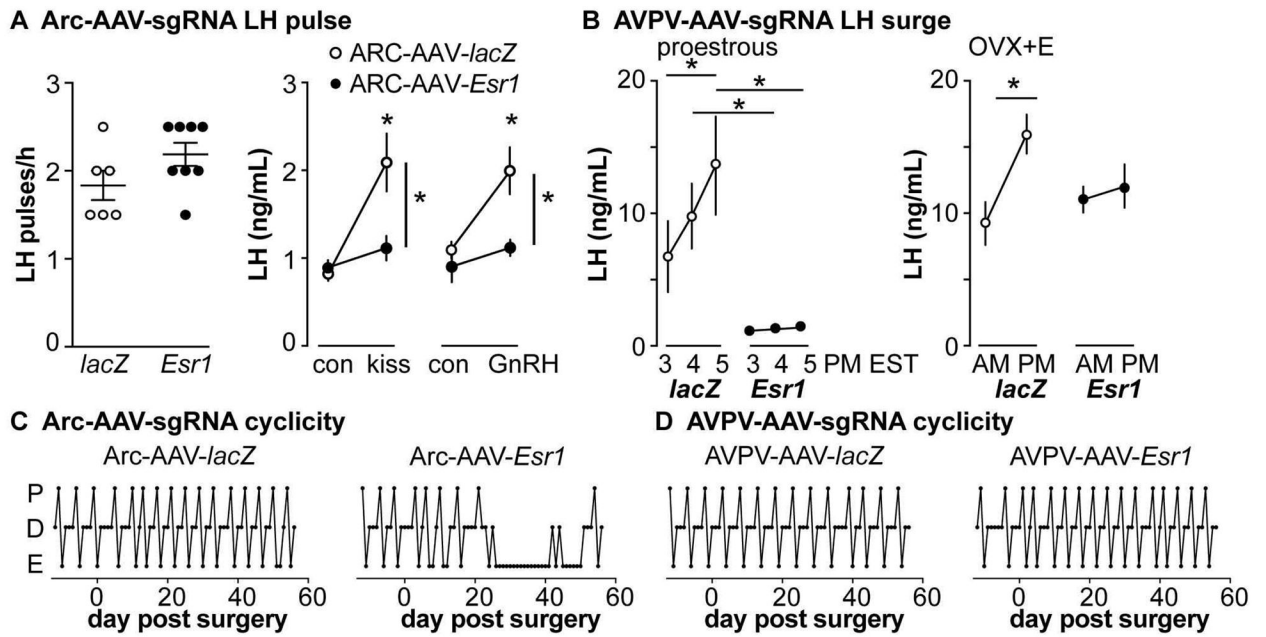 A Arc-AAV-sgRNA LH pulse
ARC-AAV-lacZ
ARC-AAV-Esr1
LH pulses/h
3
2
1
0
lacZ Esr1
LH (ng/mL)
3
2
1
0
* *
* *
con kiss con GnRH
B AVPV-AAV-sgRNA LH surge
proestrous
LH (ng/mL)
20
10
0
* *
*
3 4 5 3 4 5 PM EST
lacZ Esr1
OVX+E
LH (ng/mL)
20
10
0
*
AM PM AM PM
lacZ Esr1
C Arc-AAV-sgRNA cyclicity
Arc-AAV-lacZ Arc-AAV-Esr1
P
D
E
0 20 40 60 0 20 40 60
day post surgery day post surgery
D AVPV-AAV-sgRNA cyclicity
AVPV-AAV-lacZ AVPV-AAV-Esr1
0 20 40 60 0 20 40 60
day post surgery day post surgery